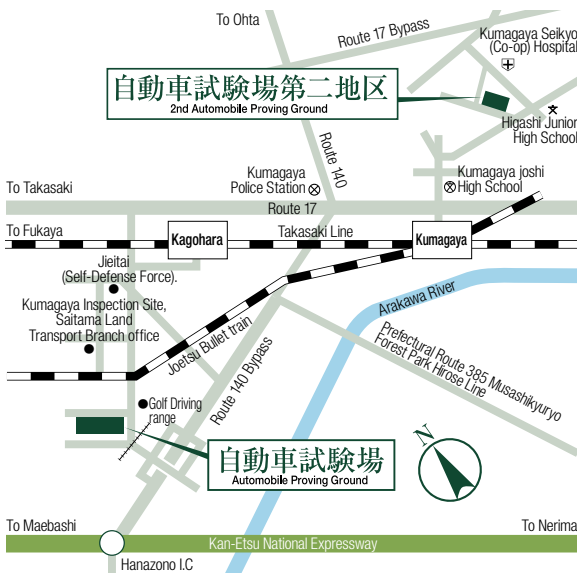 To Ohta
Route 17 Bypass
Kumagaya Seikyo
(Co-op) Hospital
自動車試験場第二地区
2nd Automobile Proving Ground
Higashi Junior
High School
Route 140
Kumagaya
Police Station
Kumagaya joshi
High School
To Takasaki
Route 17
To Fukaya
Kagohara
Takasaki Line
Kumagaya
Jieitai
(Self-Defense Force).
Kumagaya Inspection Site,
Saitama Land
Transport Branch office
Joetsu Bullet train
Arakawa River
Prefectural Route 385 Musashikyuryo
Forest Park Hirose Line
Route 140 Bypass
Golf Driving
range
自動車試験場
Automobile Proving Ground
N
To Maebashi
To Nerima
Kan-Etsu National Expressway
Hanazono I.C